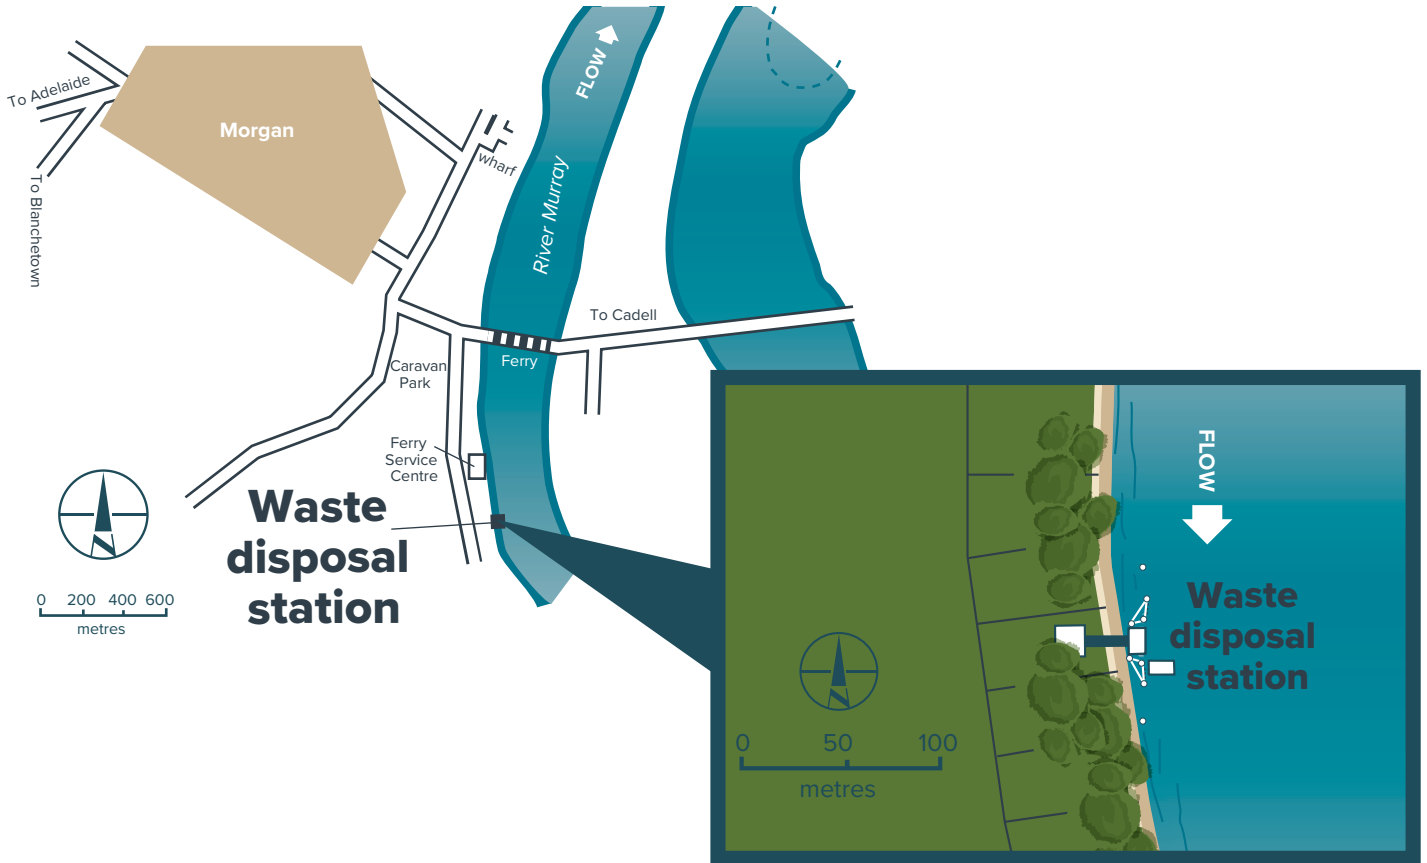 To Adelaide
Morgan
To Blanchetown
FLOW
wharf
River Murray
To Cadell
Ferry
Caravan
Park
Ferry
Service
Centre
Waste
disposal
station
0 200 400 600
metres
FLOW
Waste
disposal
station
0 50 100
metres